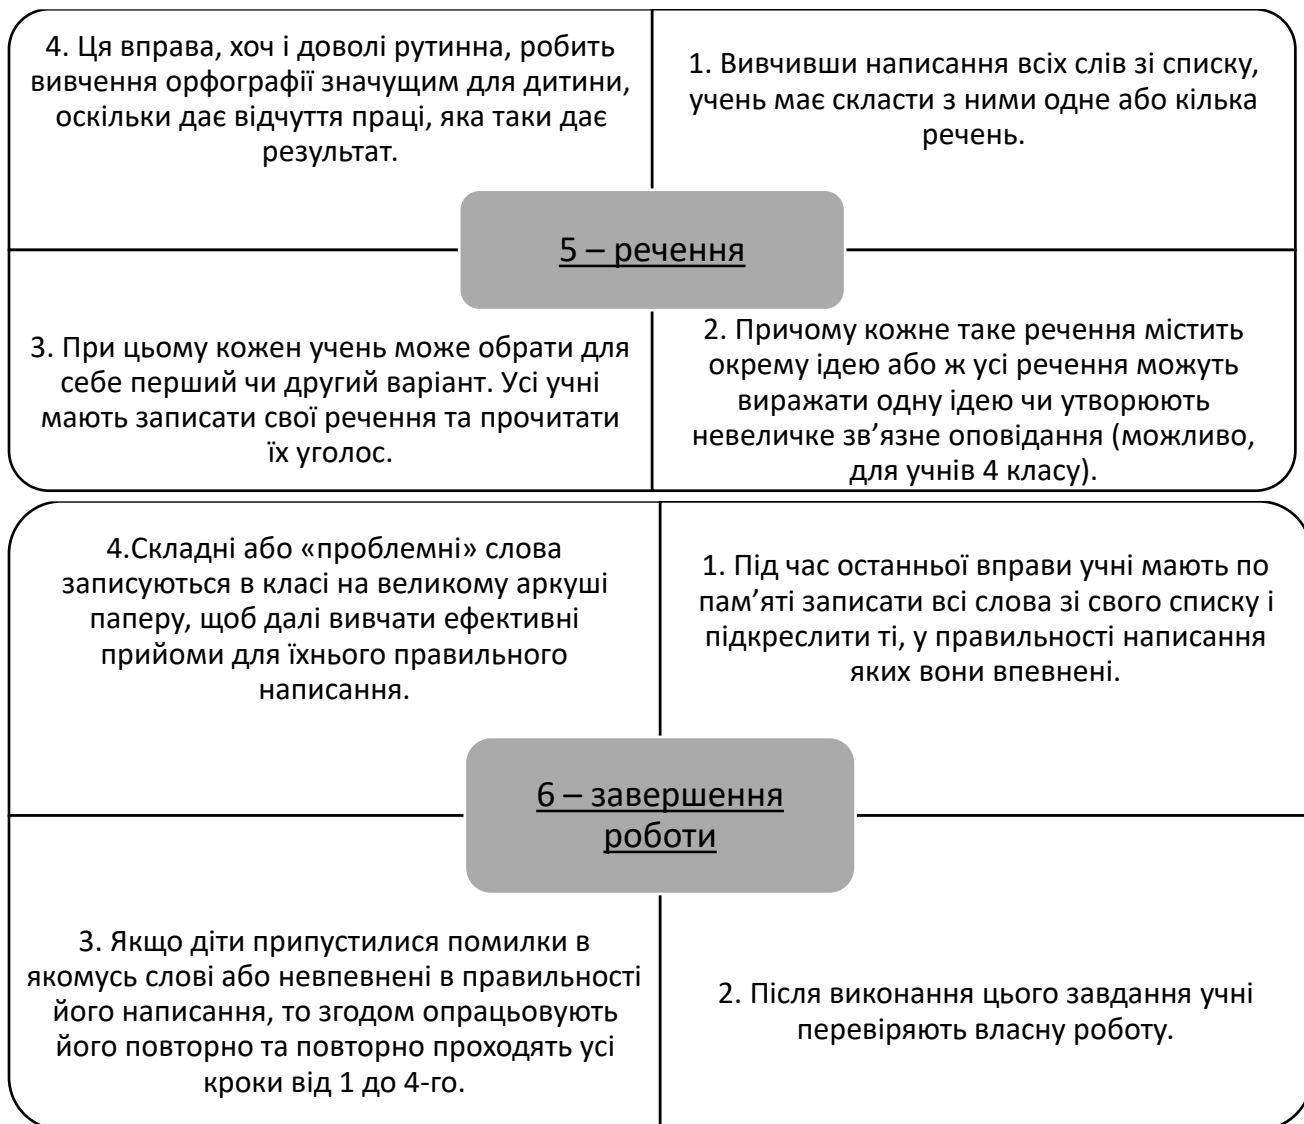 4. Ця вправа, хоч і доволі рутинна, робить
вивчення орфографії значущим для дитини,
оскільки дає відчуття праці, яка таки дає
результат.
1. Вивчивши написання всіх слів зі списку,
учень має скласти з ними одне або кілька
речень.
5 – речення
3. При цьому кожен учень може обрати для
себе перший чи другий варіант. Усі учні
мають записати свої речення та прочитати
їх уголос.
2. Причому кожне таке речення містить
окрему ідею або ж усі речення можуть
виражати одну ідею чи утворюють
невеличке зв’язне оповідання (можливо,
для учнів 4 класу).
4.Складні або «проблемні» слова
записуються в класі на великому аркуші
паперу, щоб далі вивчати ефективні
прийоми для їхнього правильного
написання.
1. Під час останньої вправи учні мають по
пам’яті записати всі слова зі свого списку і
підкреслити ті, у правильності написання
яких вони впевнені.
6 – завершення
роботи
3. Якщо діти припустилися помилки в
якомусь слові або невпевнені в правильності
його написання, то згодом опрацьовують
його повторно та повторно проходять усі
кроки від 1 до 4-го.
2. Після виконання цього завдання учні
перевіряють власну роботу.